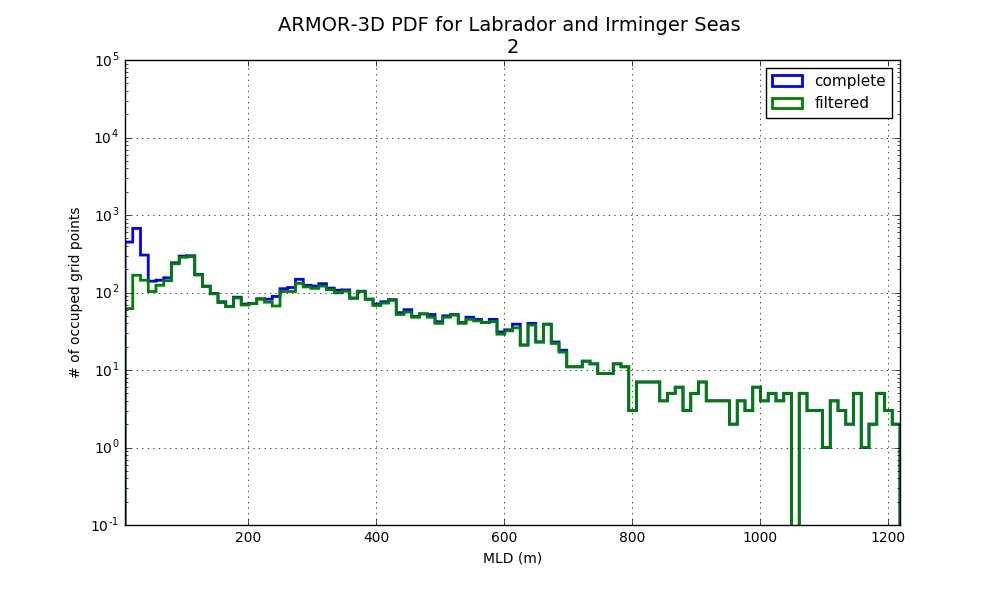 ARMOR-3D PDF for Labrador and Irminger Seas
2
complete
filtered
# of occuped grid points
10^5
10^4
10^3
10^2
10^1
10^0
10^-1
200 400 600 800 1000 1200
MLD (m)